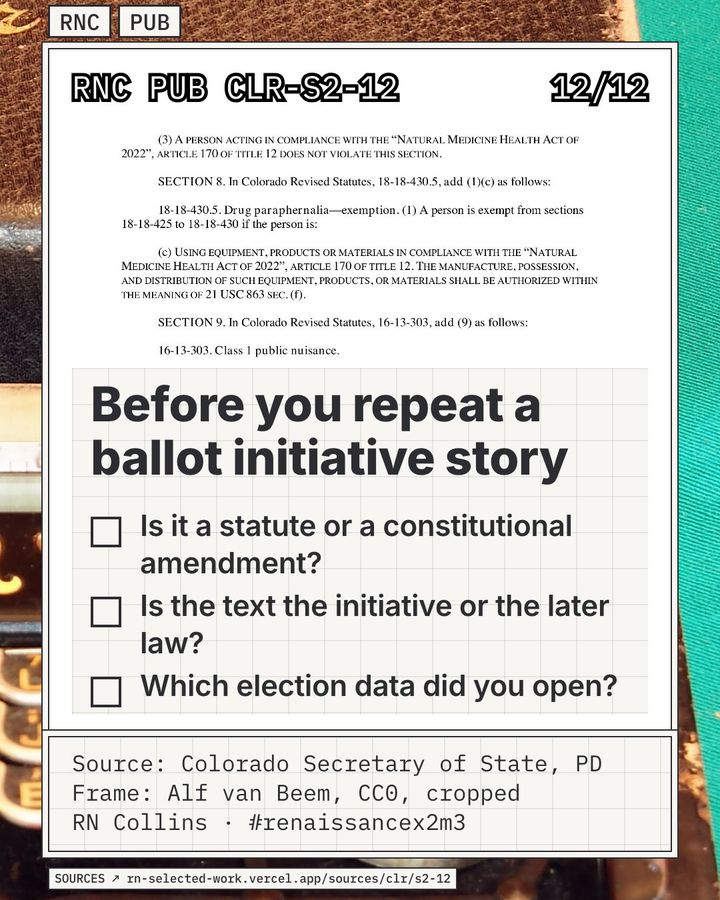 RNC PUB
RNC PUB CLR-S2-12 12/12
(3) A PERSON ACTING IN COMPLIANCE WITH THE “NATURAL MEDICINE HEALTH ACT OF
2022”, ARTICLE 170 OF TITLE 12 DOES NOT VIOLATE THIS SECTION.
SECTION 8. In Colorado Revised Statutes, 18-18-430.5, add (1)(c) as follows:
18-18-430.5. Drug paraphernalia—exemption. (1) A person is exempt from sections
18-18-425 to 18-18-430 if the person is:
(c) USING EQUIPMENT, PRODUCTS OR MATERIALS IN COMPLIANCE WITH THE “NATURAL
MEDICINE HEALTH ACT OF 2022”, ARTICLE 170 OF TITLE 12. THE MANUFACTURE, POSSESSION,
AND DISTRIBUTION OF SUCH EQUIPMENT, PRODUCTS, OR MATERIALS SHALL BE AUTHORIZED WITHIN
THE MEANING OF 21 USC 863 SEC. (f).
SECTION 9. In Colorado Revised Statutes, 16-13-303, add (9) as follows:
16-13-303. Class 1 public nuisance.
Before you repeat a
ballot initiative story
Is it a statute or a constitutional
amendment?
Is the text the initiative or the later
law?
Which election data did you open?
Source: Colorado Secretary of State, PD
Frame: Alf van Beem, CC0, cropped
RN Collins · #renaissancex2m3
SOURCES ↗ rn-selected-work.vercel.app/sources/clr/s2-12